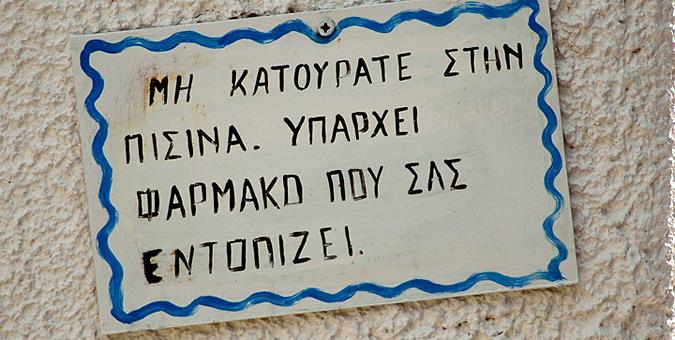 ΜΗ ΚΑΤΟΥΡΑΤΕ ΣΤΗΝ
ΠΙΣΙΝΑ. ΥΠΑΡΧΕΙ
ΦΑΡΜΑΚΟ ΠΟΥ ΣΑΣ
ΕΝΤΟΠΙΖΕΙ.